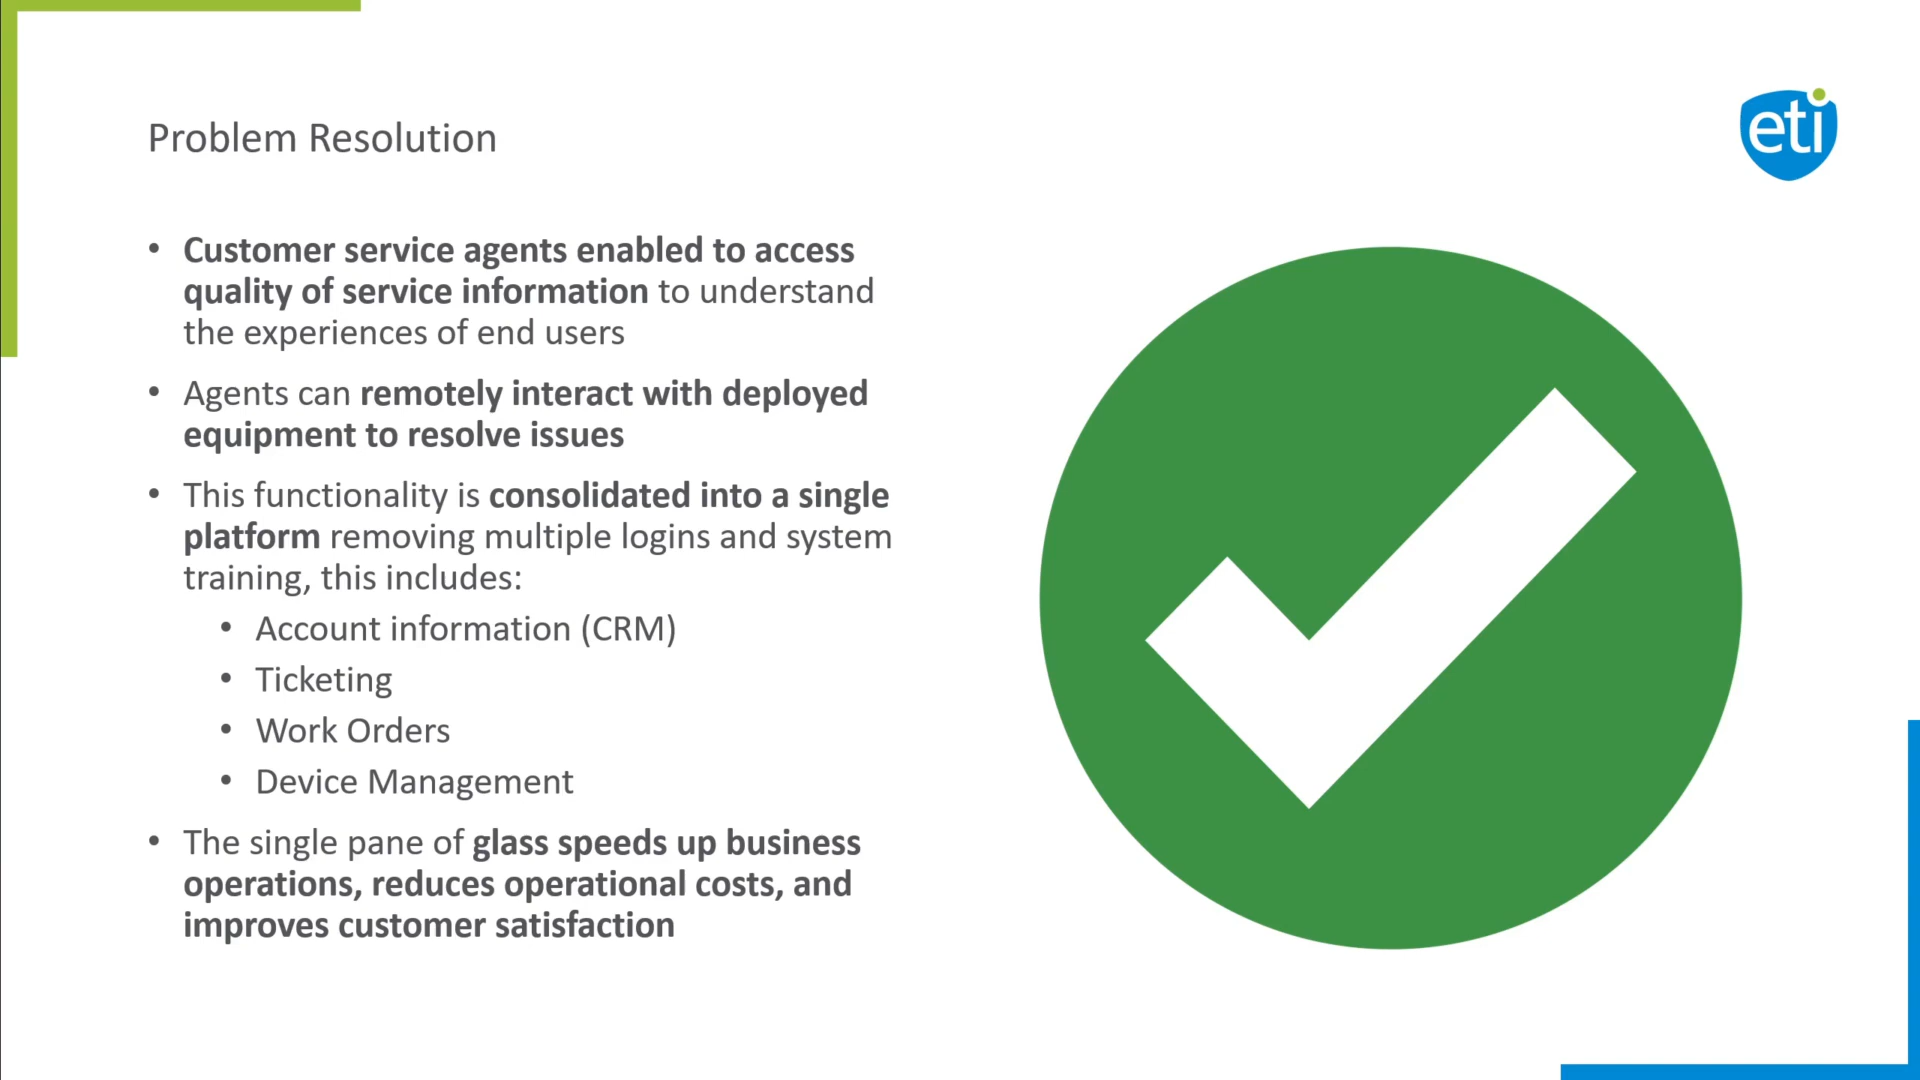 eti
Problem Resolution
• Customer service agents enabled to access
quality of service information to understand
the experiences of end users
• Agents can remotely interact with deployed
equipment to resolve issues
• This functionality is consolidated into a single
platform removing multiple logins and system
training, this includes:
• Account information (CRM)
• Ticketing
• Work Orders
• Device Management
• The single pane of glass speeds up business
operations, reduces operational costs, and
improves customer satisfaction